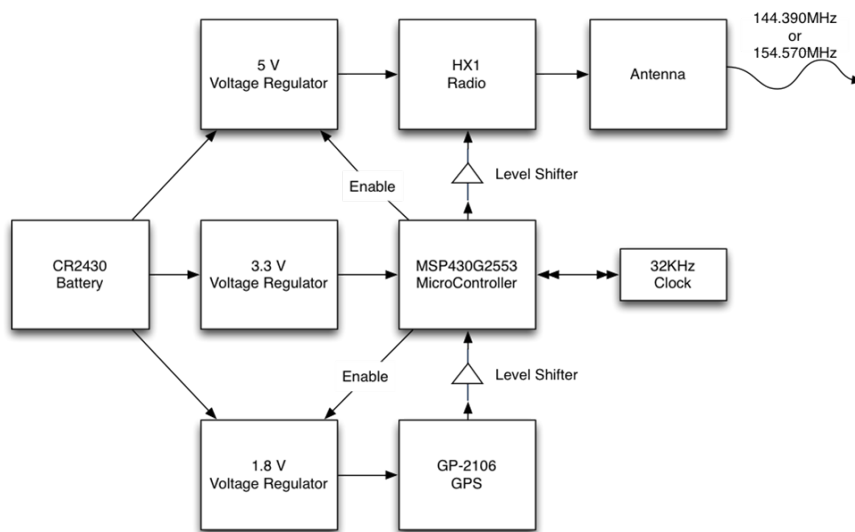 144.390MHz
or
154.570MHz
5 V
Voltage Regulator
HX1
Radio
Antenna
Level Shifter
Enable
CR2430
Battery
3.3 V
Voltage Regulator
MSP430G2553
MicroController
32KHz
Clock
Enable
Level Shifter
1.8 V
Voltage Regulator
GP-2106
GPS